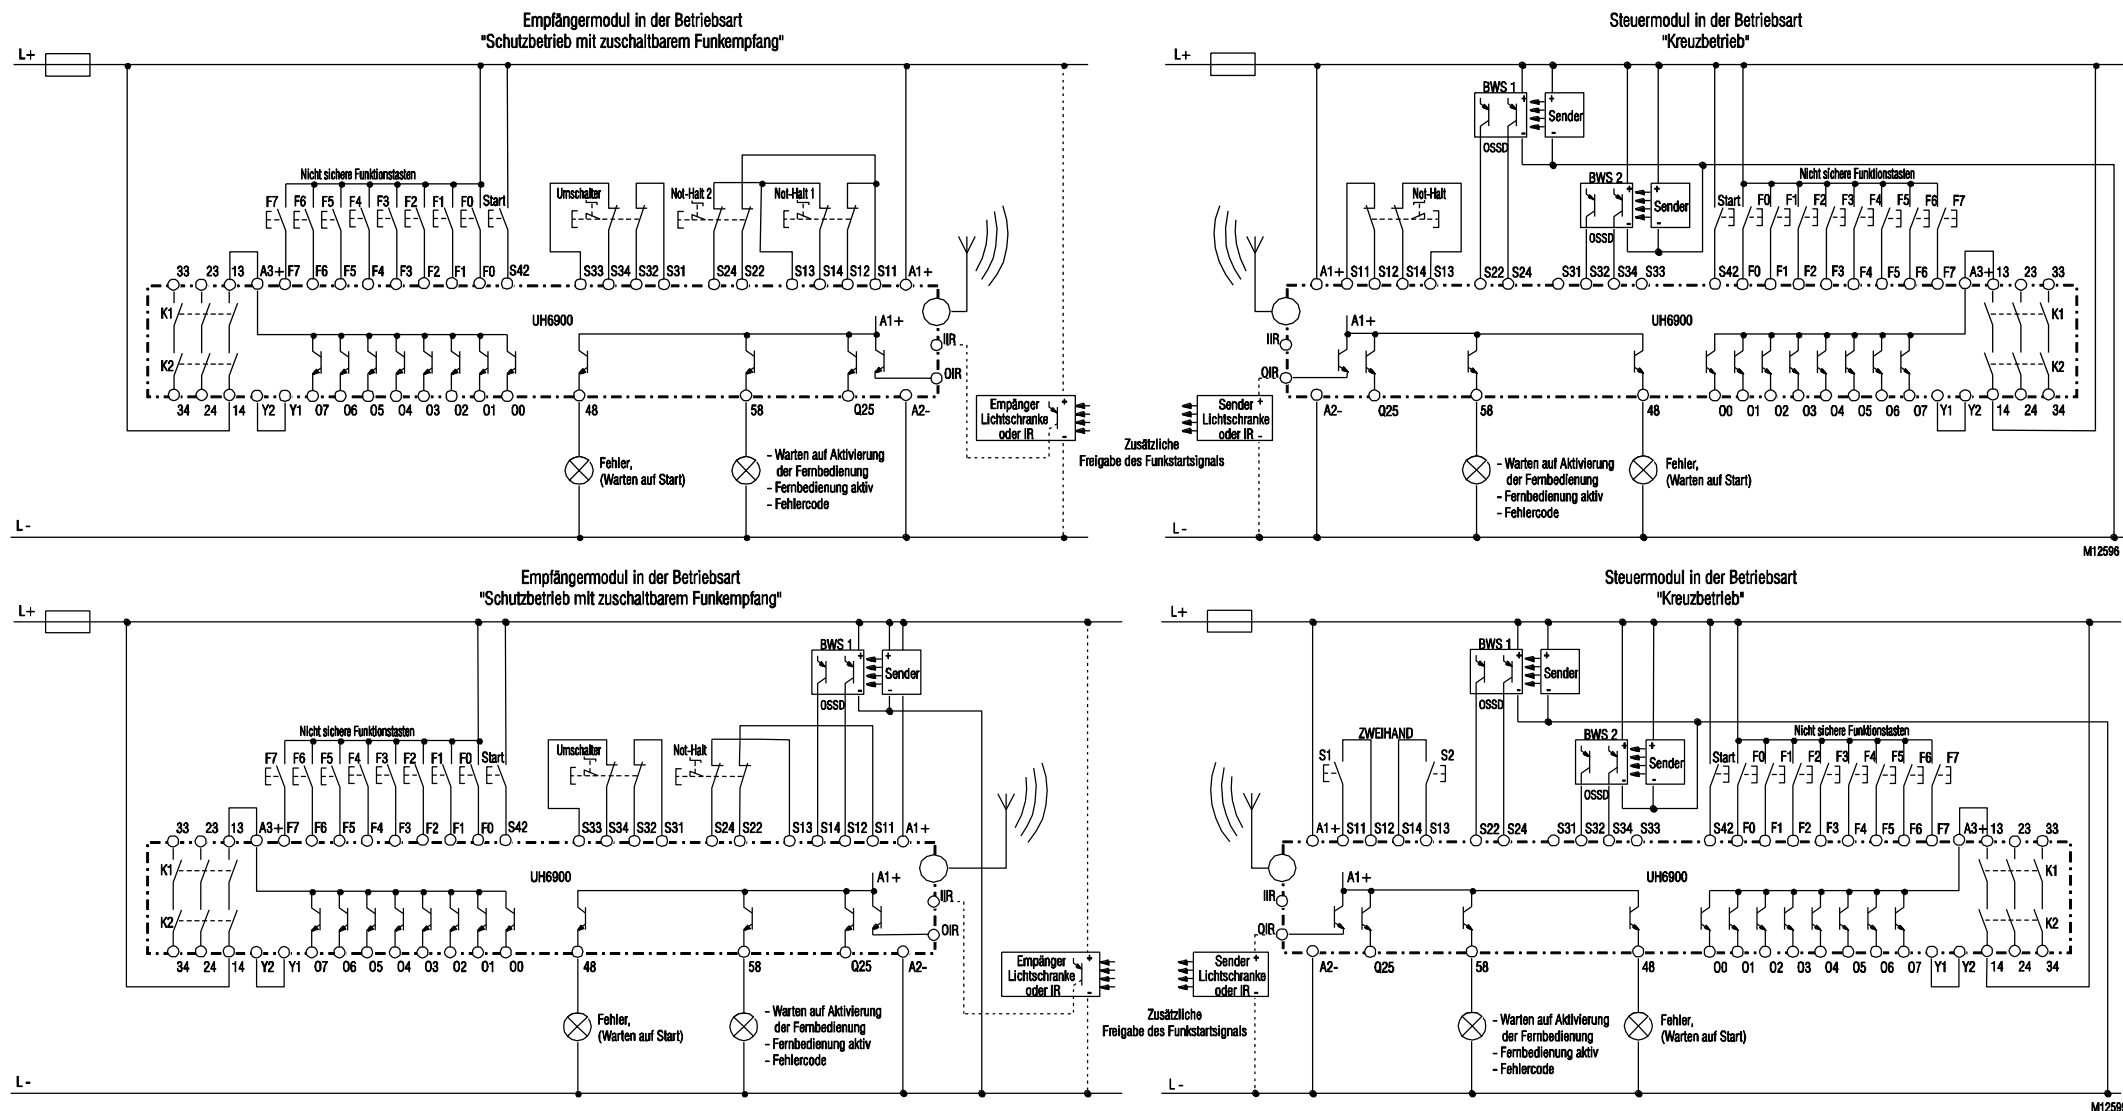 Empfängermodul in der Betriebsart
"Schutzbetrieb mit zuschaltbarem Funkempfang"
L+
Nicht sichere Funktionstasten
F7 F6 F5 F4 F3 F2 F1 F0 Start
Umschalter
Not-Halt 2
Not-Halt 1
33 23 13 A3+ F7 F6 F5 F4 F3 F2 F1 F0 S42 S33 S34 S32 S31 S24 S22 S13 S14 S12 S11 A1+
K1
UH6900
A1+
IIR
K2
QIR
34 24 14 Y2 Y1 07 06 05 04 03 02 01 00 48 58 Q25 A2-
Empänger
Lichtschranke
oder IR
+
-
Fehler,
(Warten auf Start)
- Warten auf Aktivierung
der Fernbedienung
- Fernbedienung aktiv
- Fehlercode
Zusätzliche
Freigabe des Funkstartsignals
L-
Steuermodul in der Betriebsart
"Kreuzbetrieb"
L+
BWS 1
+
-
+
Sender
-
OSSD
BWS 2
+
-
+
Sender
-
OSSD
Not-Halt
Nicht sichere Funktionstasten
Start F0 F1 F2 F3 F4 F5 F6 F7
A1+ S11 S12 S14 S13 S22 S24 S31 S32 S34 S33 S42 F0 F1 F2 F3 F4 F5 F6 F7 A3+ 13 23 33
A1+
UH6900
K1
IIR
K2
QIR
A2- Q25 58 48 00 01 02 03 04 05 06 07 Y1 Y2 14 24 34
Sender +
Lichtschranke
oder IR -
- Warten auf Aktivierung
der Fernbedienung
- Fernbedienung aktiv
- Fehlercode
Fehler,
(Warten auf Start)
L-
M12596
Empfängermodul in der Betriebsart
"Schutzbetrieb mit zuschaltbarem Funkempfang"
L+
BWS 1
+
-
+
Sender
-
OSSD
Nicht sichere Funktionstasten
F7 F6 F5 F4 F3 F2 F1 F0 Start
Umschalter
Not-Halt
33 23 13 A3+ F7 F6 F5 F4 F3 F2 F1 F0 S42 S33 S34 S32 S31 S24 S22 S13 S14 S12 S11 A1+
K1
UH6900
A1+
IIR
K2
QIR
34 24 14 Y2 Y1 07 06 05 04 03 02 01 00 48 58 Q25 A2-
Empänger
Lichtschranke
oder IR
+
-
Fehler,
(Warten auf Start)
- Warten auf Aktivierung
der Fernbedienung
- Fernbedienung aktiv
- Fehlercode
Zusätzliche
Freigabe des Funkstartsignals
L-
Steuermodul in der Betriebsart
"Kreuzbetrieb"
L+
BWS 1
+
-
+
Sender
-
OSSD
BWS 2
+
-
+
Sender
-
OSSD
ZWEIHAND
S1 S2
Nicht sichere Funktionstasten
Start F0 F1 F2 F3 F4 F5 F6 F7
A1+ S11 S12 S14 S13 S22 S24 S31 S32 S34 S33 S42 F0 F1 F2 F3 F4 F5 F6 F7 A3+ 13 23 33
A1+
UH6900
K1
IIR
K2
QIR
A2- Q25 58 48 00 01 02 03 04 05 06 07 Y1 Y2 14 24 34
Sender +
Lichtschranke
oder IR -
- Warten auf Aktivierung
der Fernbedienung
- Fernbedienung aktiv
- Fehlercode
Fehler,
(Warten auf Start)
L-